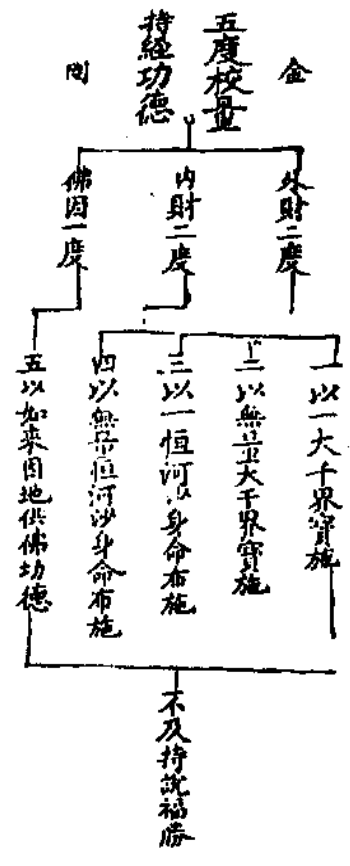 金
五度校量
持經功德
剛
外財二度
內財二度
佛因一度
一以一大千界寶施
二以無量大千界寶施
三以一恒河沙身命布施
四以無量恒河沙身命布施
五以如來因地供佛功德
不及持說福勝